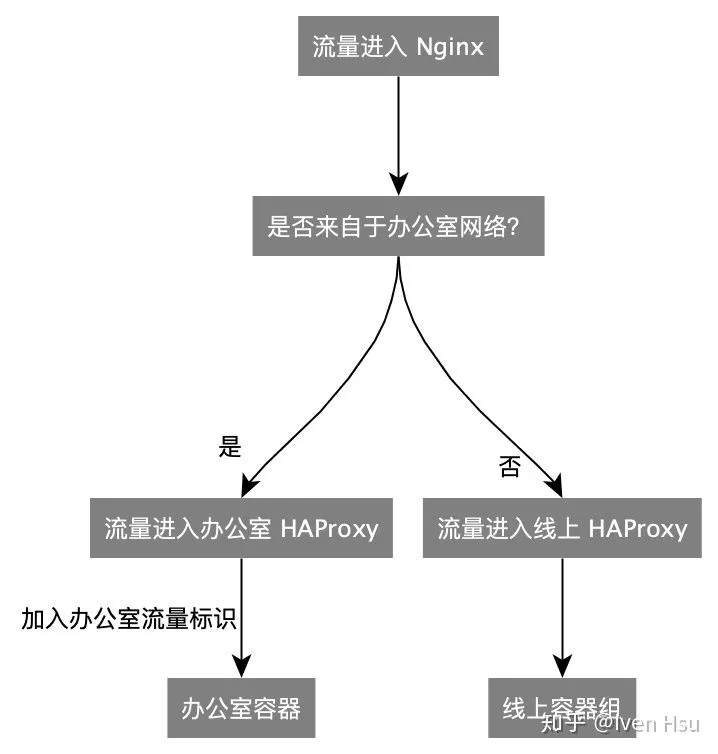 流量进入 Nginx
是否来自于办公室网络？
是
否
流量进入办公室 HAProxy
流量进入线上 HAProxy
加入办公室流量标识
办公室容器
线上容器组
知乎 @Iven Hsu